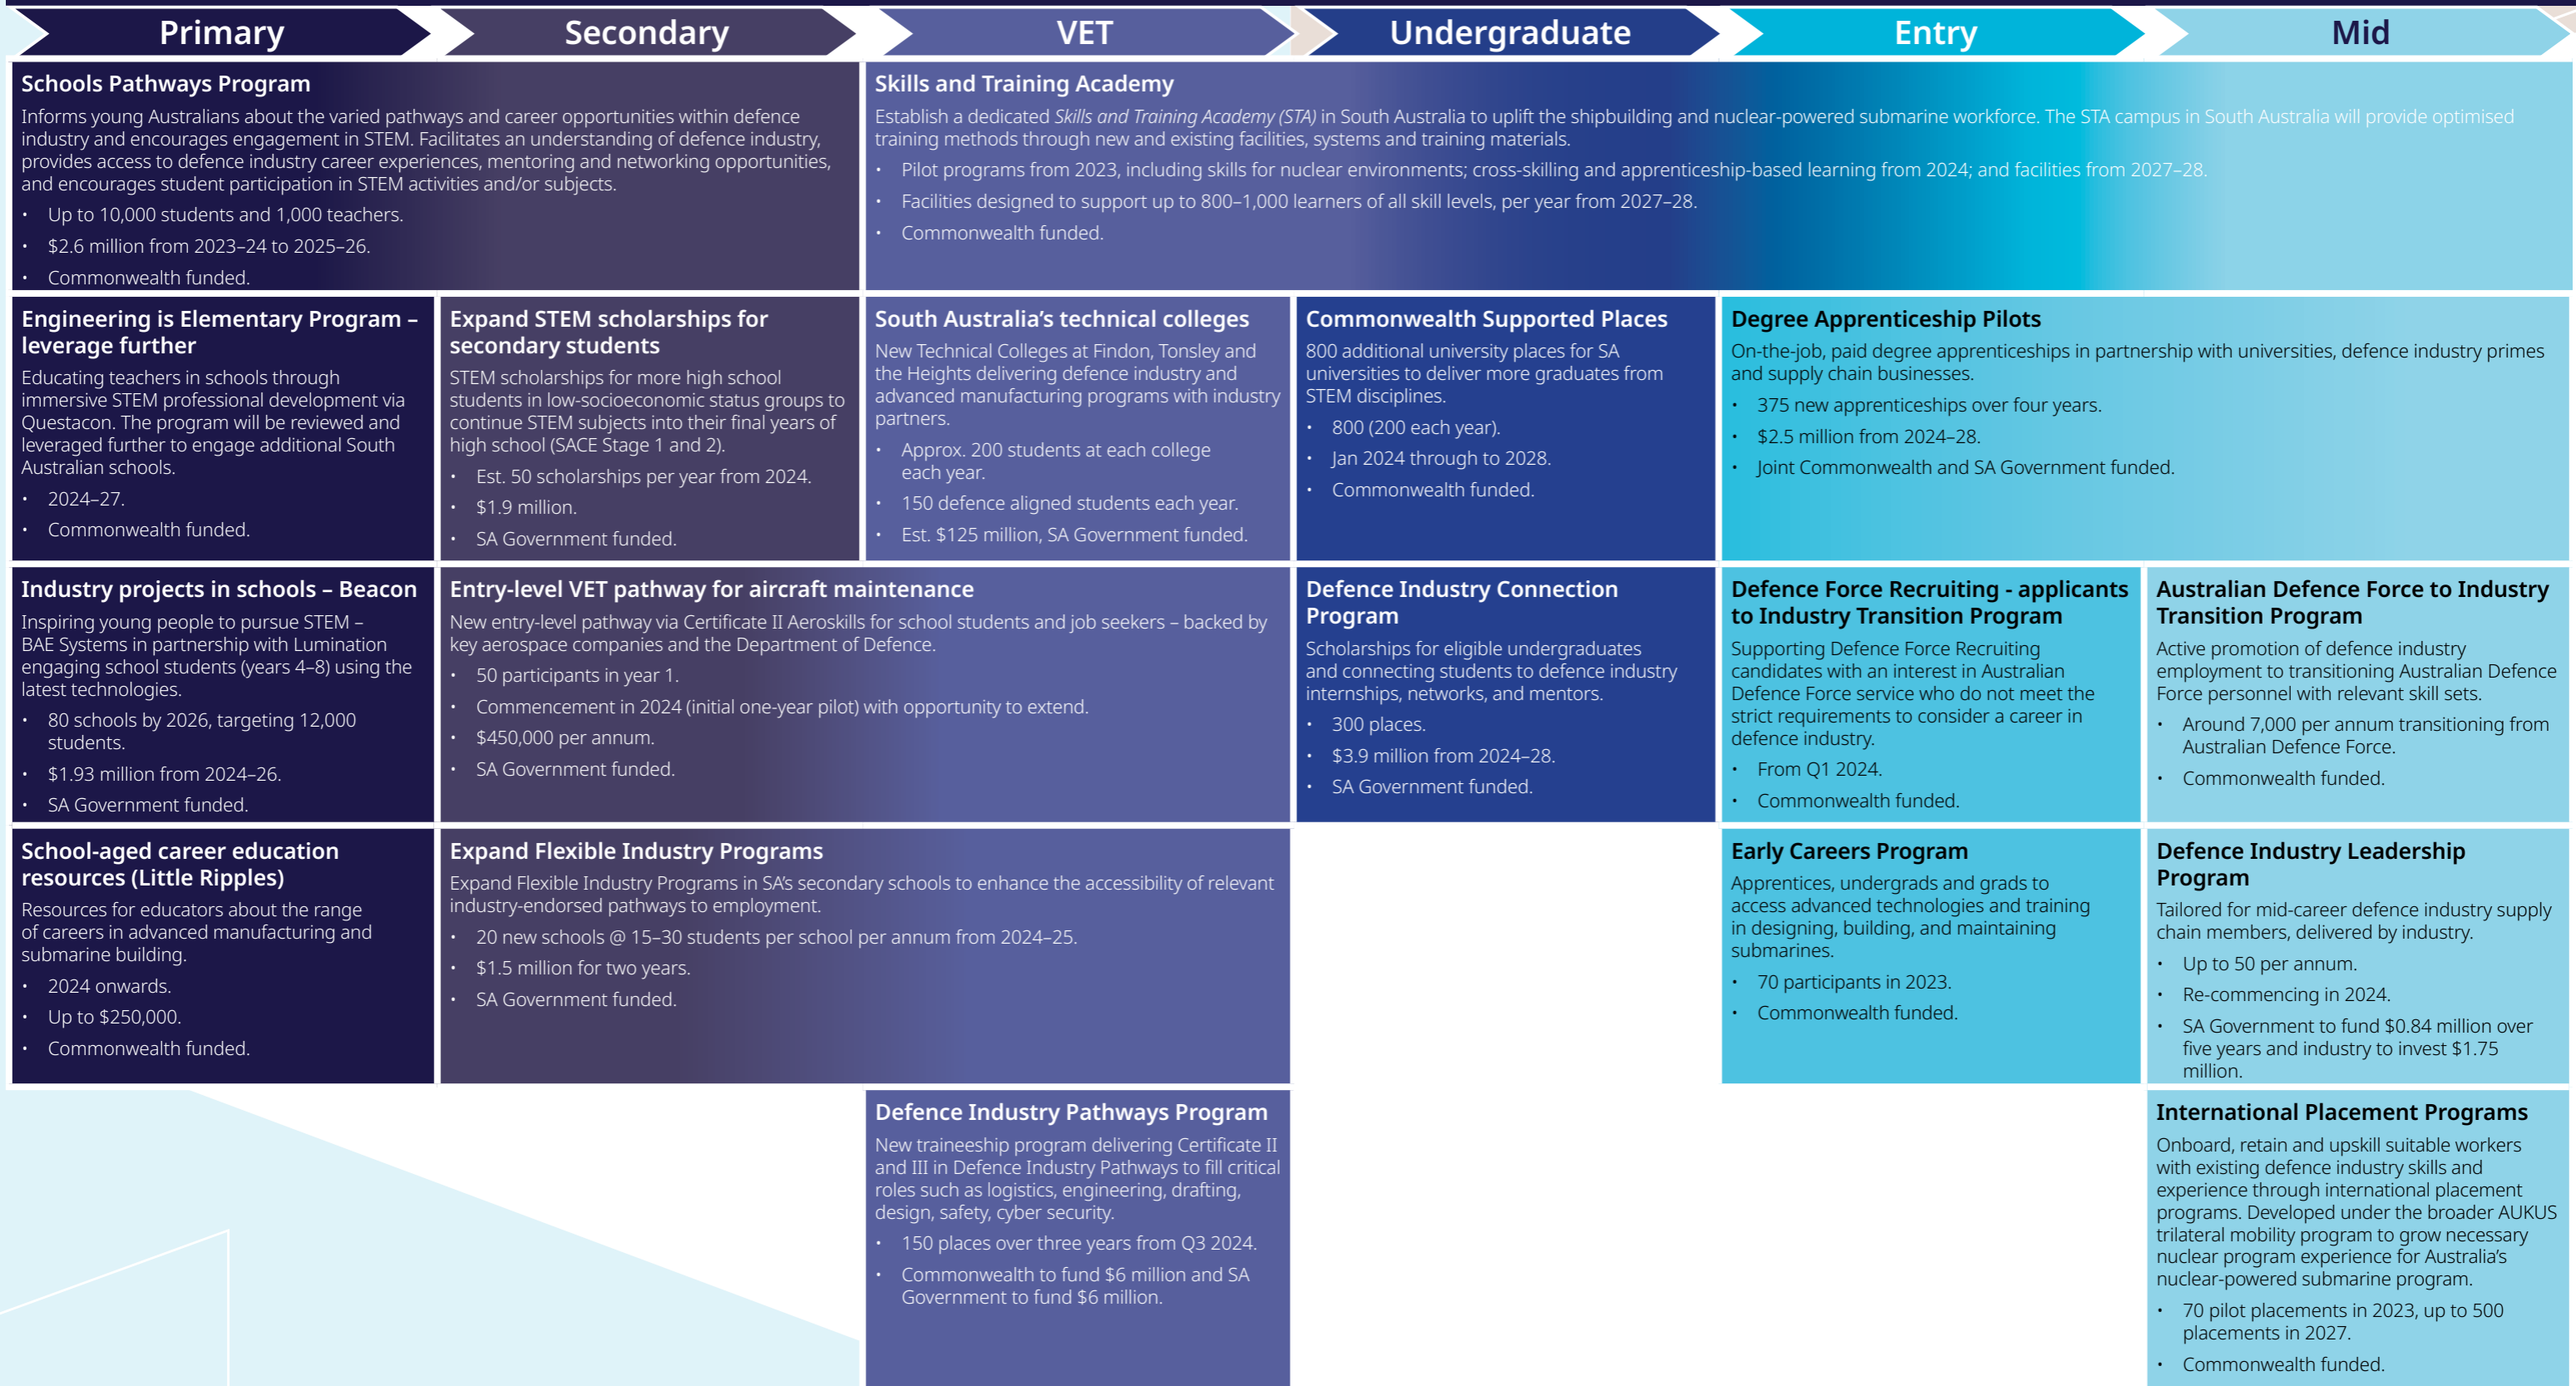 Primary
Secondary
VET
Undergraduate
Entry
Mid
Schools Pathways Program
Informs young Australians about the varied pathways and career opportunities within defence
industry and encourages engagement in STEM. Facilitates an understanding of defence industry,
provides access to defence industry career experiences, mentoring and networking opportunities,
and encourages student participation in STEM activities and/or subjects.
• Up to 10,000 students and 1,000 teachers.
• $2.6 million from 2023–24 to 2025–26.
• Commonwealth funded.
Skills and Training Academy
Establish a dedicated Skills and Training Academy (STA) in South Australia to uplift the shipbuilding and nuclear-powered submarine workforce. The STA campus in South Australia will provide optimised
training methods through new and existing facilities, systems and training materials.
• Pilot programs from 2023, including skills for nuclear environments; cross-skilling and apprenticeship-based learning from 2024; and facilities from 2027–28.
• Facilities designed to support up to 800–1,000 learners of all skill levels, per year from 2027–28.
• Commonwealth funded.
Engineering is Elementary Program –
leverage further
Educating teachers in schools through
immersive STEM professional development via
Questacon. The program will be reviewed and
leveraged further to engage additional South
Australian schools.
• 2024–27.
• Commonwealth funded.
Expand STEM scholarships for
secondary students
STEM scholarships for more high school
students in low-socioeconomic status groups to
continue STEM subjects into their final years of
high school (SACE Stage 1 and 2).
• Est. 50 scholarships per year from 2024.
• $1.9 million.
• SA Government funded.
South Australia’s technical colleges
New Technical Colleges at Findon, Tonsley and
the Heights delivering defence industry and
advanced manufacturing programs with industry
partners.
• Approx. 200 students at each college
each year.
• 150 defence aligned students each year.
• Est. $125 million, SA Government funded.
Commonwealth Supported Places
800 additional university places for SA
universities to deliver more graduates from
STEM disciplines.
• 800 (200 each year).
• Jan 2024 through to 2028.
• Commonwealth funded.
Degree Apprenticeship Pilots
On-the-job, paid degree apprenticeships in partnership with universities, defence industry primes
and supply chain businesses.
• 375 new apprenticeships over four years.
• $2.5 million from 2024–28.
• Joint Commonwealth and SA Government funded.
Industry projects in schools – Beacon
Inspiring young people to pursue STEM –
BAE Systems in partnership with Lumination
engaging school students (years 4–8) using the
latest technologies.
• 80 schools by 2026, targeting 12,000
students.
• $1.93 million from 2024–26.
• SA Government funded.
Entry-level VET pathway for aircraft maintenance
New entry-level pathway via Certificate II Aeroskills for school students and job seekers – backed by
key aerospace companies and the Department of Defence.
• 50 participants in year 1.
• Commencement in 2024 (initial one-year pilot) with opportunity to extend.
• $450,000 per annum.
• SA Government funded.
Defence Industry Connection
Program
Scholarships for eligible undergraduates
and connecting students to defence industry
internships, networks, and mentors.
• 300 places.
• $3.9 million from 2024–28.
• SA Government funded.
Defence Force Recruiting - applicants
to Industry Transition Program
Supporting Defence Force Recruiting
candidates with an interest in Australian
Defence Force service who do not meet the
strict requirements to consider a career in
defence industry.
• From Q1 2024.
• Commonwealth funded.
Australian Defence Force to Industry
Transition Program
Active promotion of defence industry
employment to transitioning Australian Defence
Force personnel with relevant skill sets.
• Around 7,000 per annum transitioning from
Australian Defence Force.
• Commonwealth funded.
School-aged career education
resources (Little Ripples)
Resources for educators about the range
of careers in advanced manufacturing and
submarine building.
• 2024 onwards.
• Up to $250,000.
• Commonwealth funded.
Expand Flexible Industry Programs
Expand Flexible Industry Programs in SA’s secondary schools to enhance the accessibility of relevant
industry-endorsed pathways to employment.
• 20 new schools @ 15–30 students per school per annum from 2024–25.
• $1.5 million for two years.
• SA Government funded.
Early Careers Program
Apprentices, undergrads and grads to
access advanced technologies and training
in designing, building, and maintaining
submarines.
• 70 participants in 2023.
• Commonwealth funded.
Defence Industry Leadership
Program
Tailored for mid-career defence industry supply
chain members, delivered by industry.
• Up to 50 per annum.
• Re-commencing in 2024.
• SA Government to fund $0.84 million over
five years and industry to invest $1.75
million.
Defence Industry Pathways Program
New traineeship program delivering Certificate II
and III in Defence Industry Pathways to fill critical
roles such as logistics, engineering, drafting,
design, safety, cyber security.
• 150 places over three years from Q3 2024.
• Commonwealth to fund $6 million and SA
Government to fund $6 million.
International Placement Programs
Onboard, retain and upskill suitable workers
with existing defence industry skills and
experience through international placement
programs. Developed under the broader AUKUS
trilateral mobility program to grow necessary
nuclear program experience for Australia’s
nuclear-powered submarine program.
• 70 pilot placements in 2023, up to 500
placements in 2027.
• Commonwealth funded.